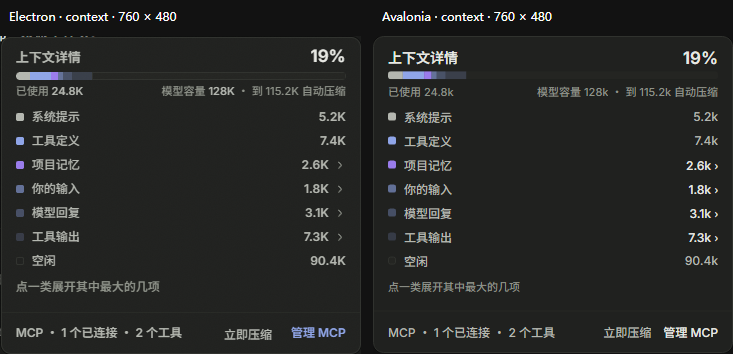 Electron · context · 760 × 480
上下文详情 19%
已使用 24.8K 模型容量 128K · 到 115.2K 自动压缩
系统提示 5.2K
工具定义 7.4K
项目记忆 2.6K ›
你的输入 1.8K ›
模型回复 3.1K ›
工具输出 7.3K ›
空闲 90.4K
点一类展开其中最大的几项
MCP · 1 个已连接 · 2 个工具 立即压缩 管理 MCP
Avalonia · context · 760 × 480
上下文详情 19%
已使用 24.8k 模型容量 128k · 到 115.2k 自动压缩
系统提示 5.2k
工具定义 7.4k
项目记忆 2.6k ›
你的输入 1.8k ›
模型回复 3.1k ›
工具输出 7.3k ›
空闲 90.4k
点一类展开其中最大的几项
MCP · 1 个已连接 · 2 个工具 立即压缩 管理 MCP